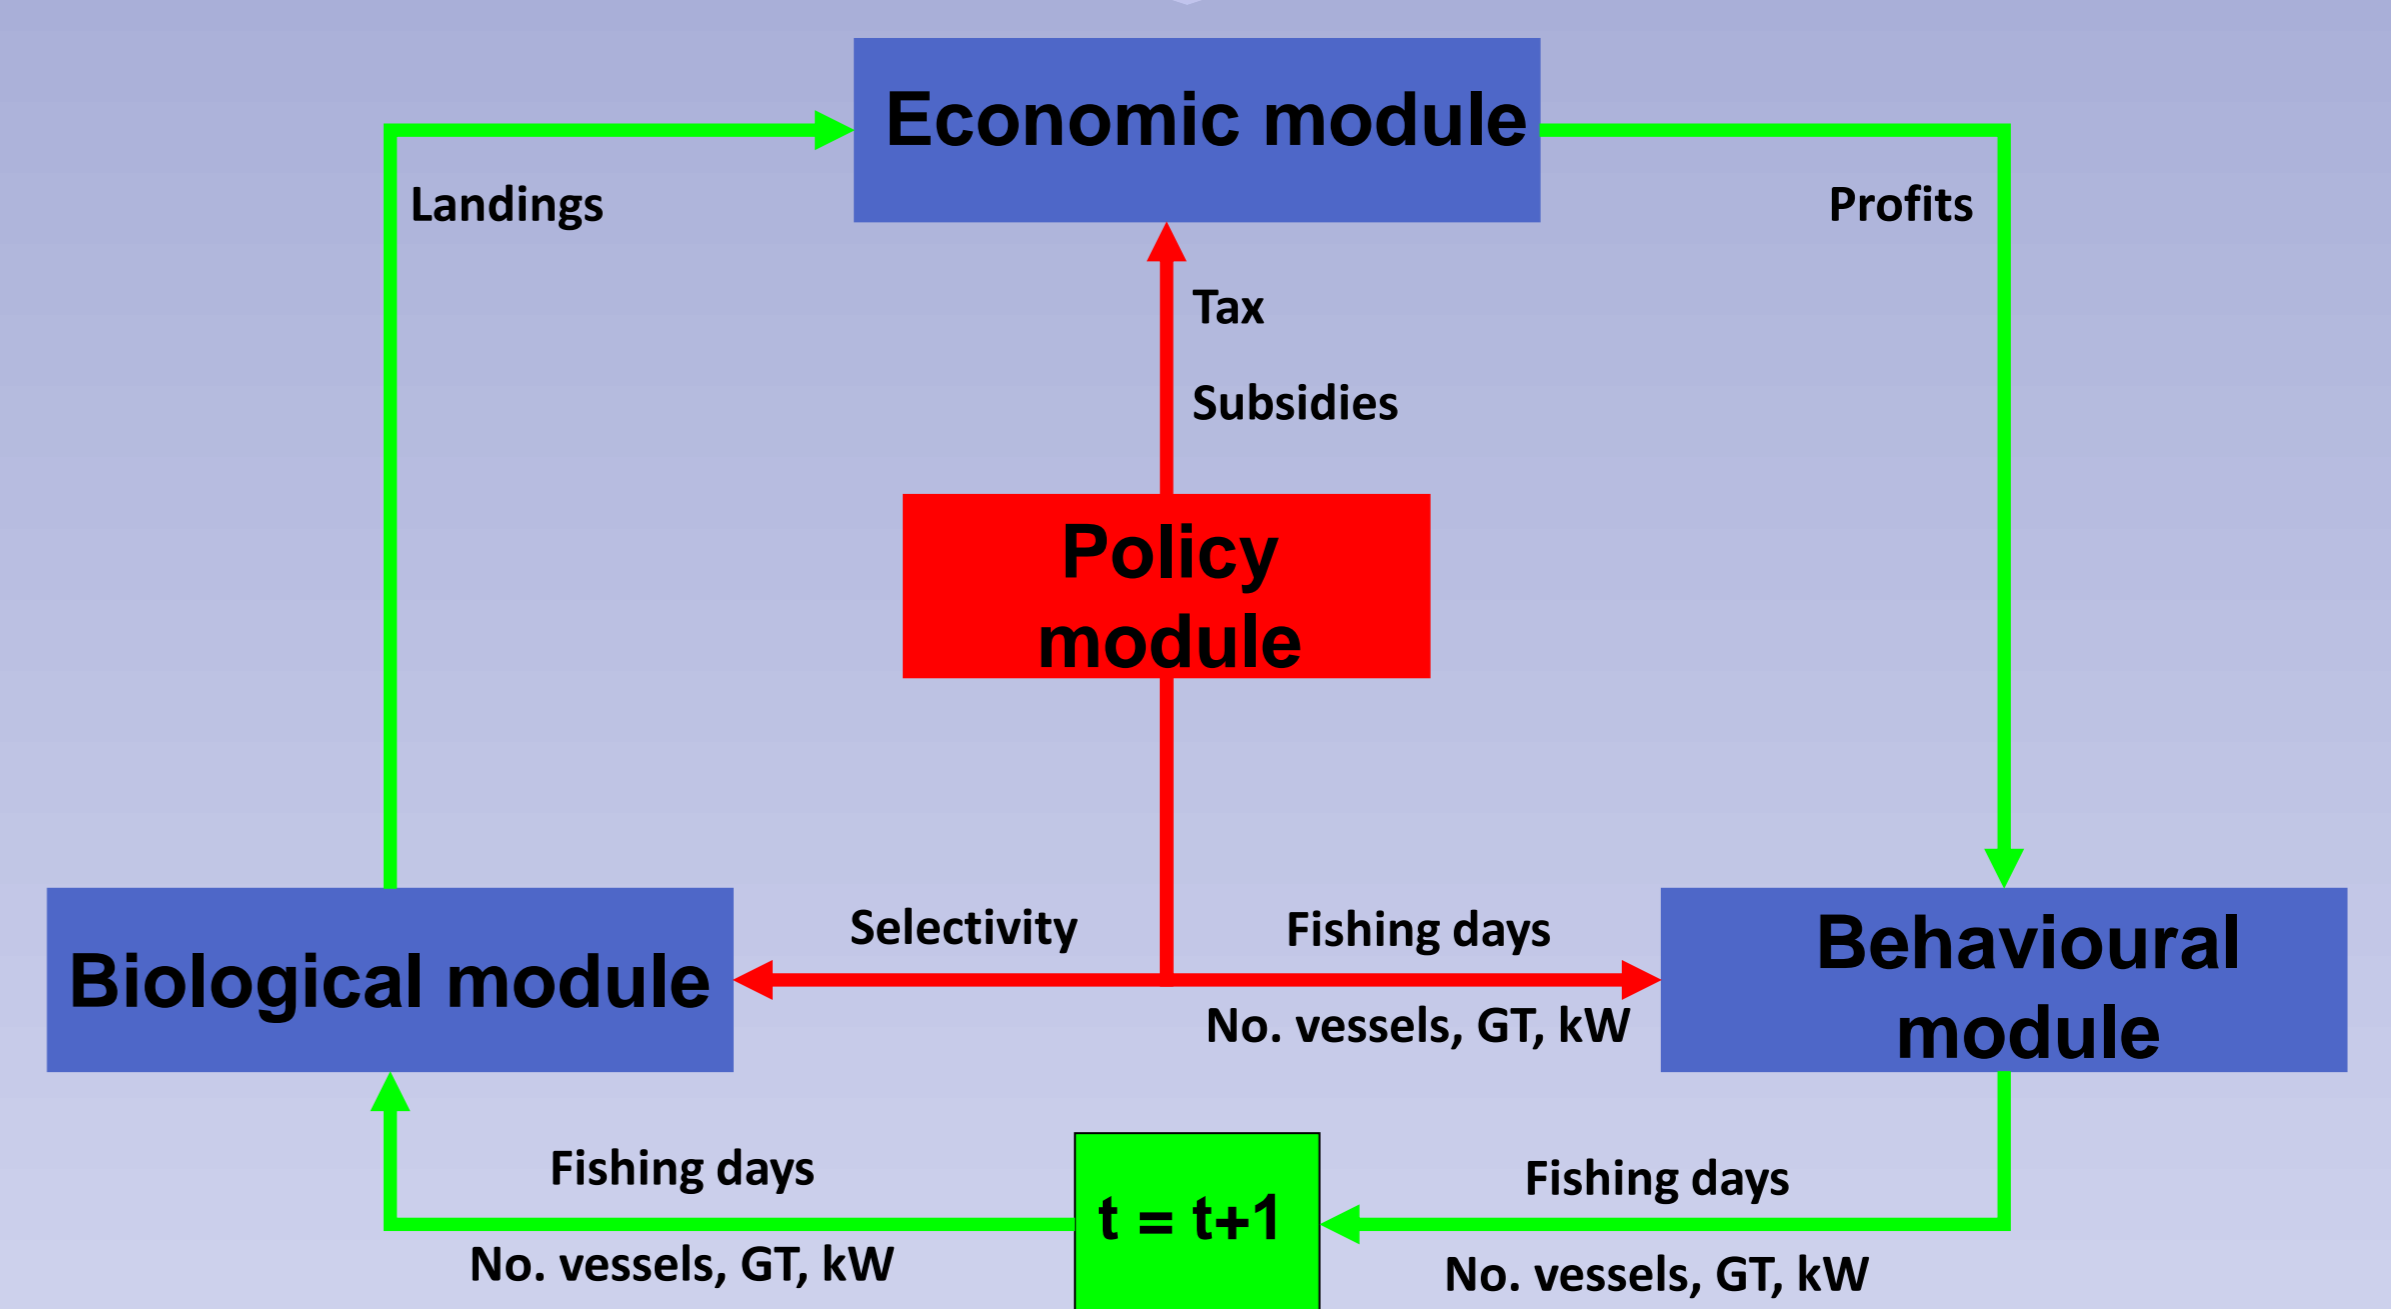 Economic module
Landings
Profits
Tax
Subsidies
Policy
module
Selectivity
Fishing days
No. vessels, GT, kW
Biological module
Behavioural
module
Fishing days
No. vessels, GT, kW
t = t+1
Fishing days
No. vessels, GT, kW